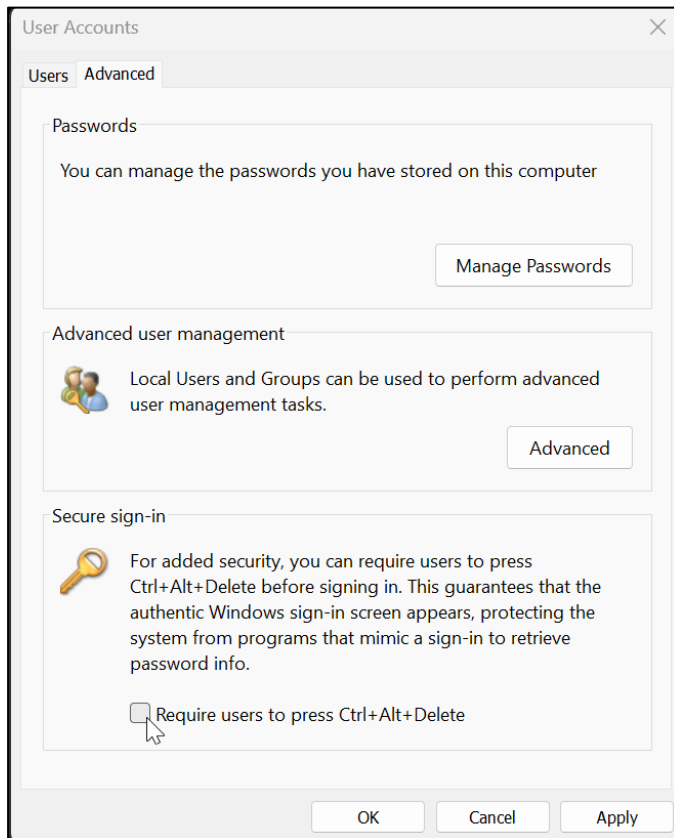 User Accounts
Users
Advanced
Passwords
You can manage the passwords you have stored on this computer
Manage Passwords
Advanced user management
Local Users and Groups can be used to perform advanced
user management tasks.
Advanced
Secure sign-in
For added security, you can require users to press
Ctrl+Alt+Delete before signing in. This guarantees that the
authentic Windows sign-in screen appears, protecting the
system from programs that mimic a sign-in to retrieve
password info.
Require users to press Ctrl+Alt+Delete
OK
Cancel
Apply